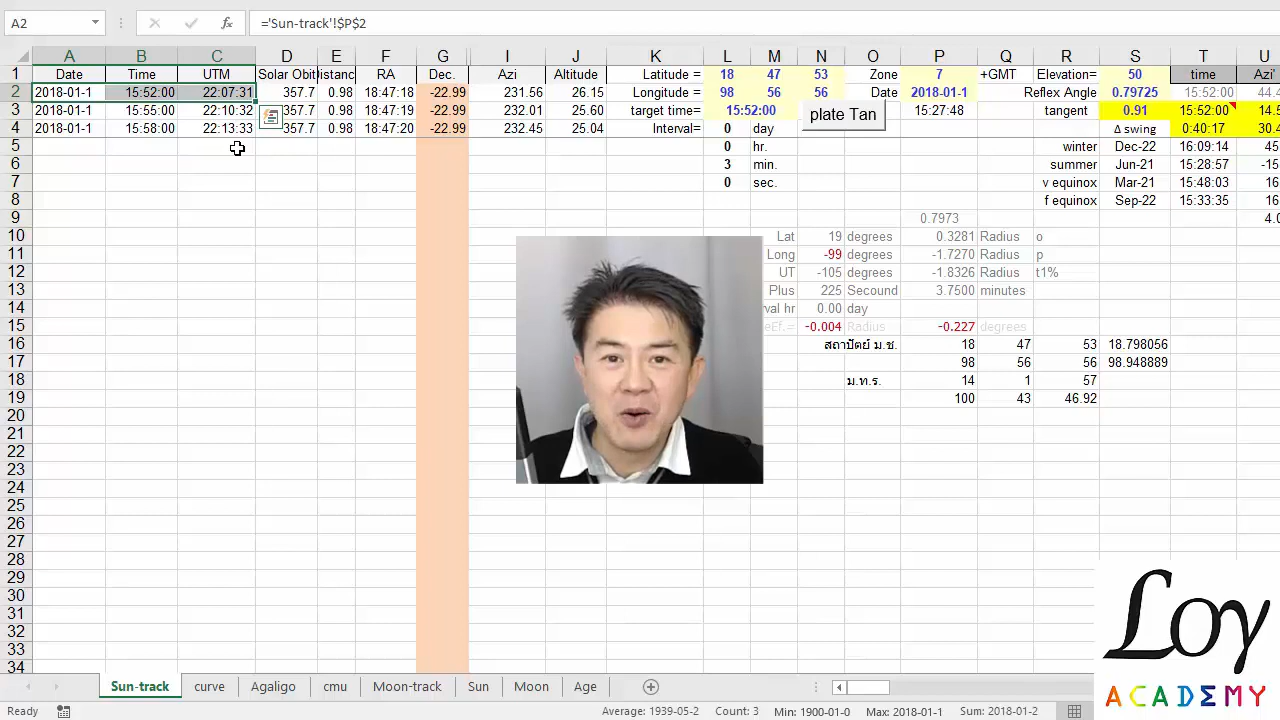 A2 ='Sun-track'!$P$2
A B C D E F G I J K L M N O P Q R S T U
1 Date Time UTM Solar Obit Distanc RA Dec. Azi Altitude Latitude = 18 47 53 Zone 7 +GMT Elevation= 50 time Azi'
2 2018-01-1 15:52:00 22:07:31 357.7 0.98 18:47:18 -22.99 231.56 26.15 Longitude = 98 56 56 Date 2018-01-1 Reflex Angle 0.79725 15:52:00 44.4
3 2018-01-1 15:55:00 22:10:32 357.7 0.98 18:47:19 -22.99 232.01 25.60 target time= 15:52:00 plate Tan 15:27:48 tangent 0.91 15:52:00 14.5
4 2018-01-1 15:58:00 22:13:33 357.7 0.98 18:47:20 -22.99 232.45 25.04 Interval= 0 day Δ swing 0:40:17 30.4
5 0 hr. winter Dec-22 16:09:14 45
6 3 min. summer Jun-21 15:28:57 -15
7 0 sec. v equinox Mar-21 15:48:03 16
8 f equinox Sep-22 15:33:35 16
9 0.7973 4.0
10 Lat 19 degrees 0.3281 Radius o
11 Long -99 degrees -1.7270 Radius p
12 UT -105 degrees -1.8326 Radius t1%
13 Plus 225 Secound 3.7500 minutes
14 rval hr 0.00 day
15 eEf,= -0.004 Radius -0.227 degrees
16 สถาปัตย์ ม.ช. 18 47 53 18.798056
17 98 56 56 98.948889
18 ม.ท.ร. 14 1 57
19 100 43 46.92
20
21
22
23
24
25
26
27
28
29
30
31
32
33
34
Loy
ACADEMY
Sun-track curve Agaligo cmu Moon-track Sun Moon Age
Ready Average: 1939-05-2 Count: 3 Min: 1900-01-0 Max: 2018-01-1 Sum: 2018-01-2